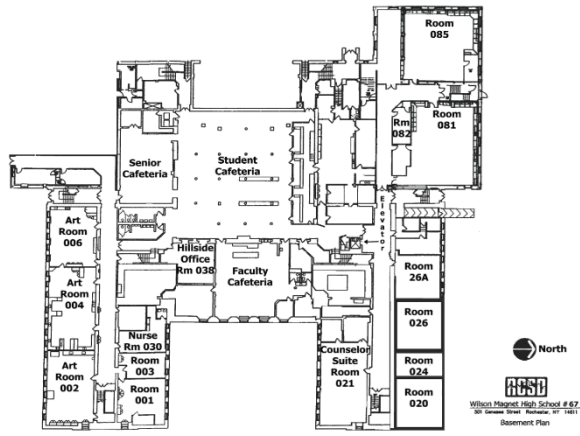 Room
085
Rm
082
Room
081
Senior
Cafeteria
Student
Cafeteria
Elevator
Art
Room
006
Hillside
Office
Rm 038
Faculty
Cafeteria
Room
26A
Art
Room
004
Room
026
Nurse
Rm 030
Room
003
Art
Room
002
Room
001
Counselor
Suite
Room
021
Room
024
Room
020
North
Wilson Magnet High School # 67
501 Genesee Street Rochester, NY 14611
Basement Plan